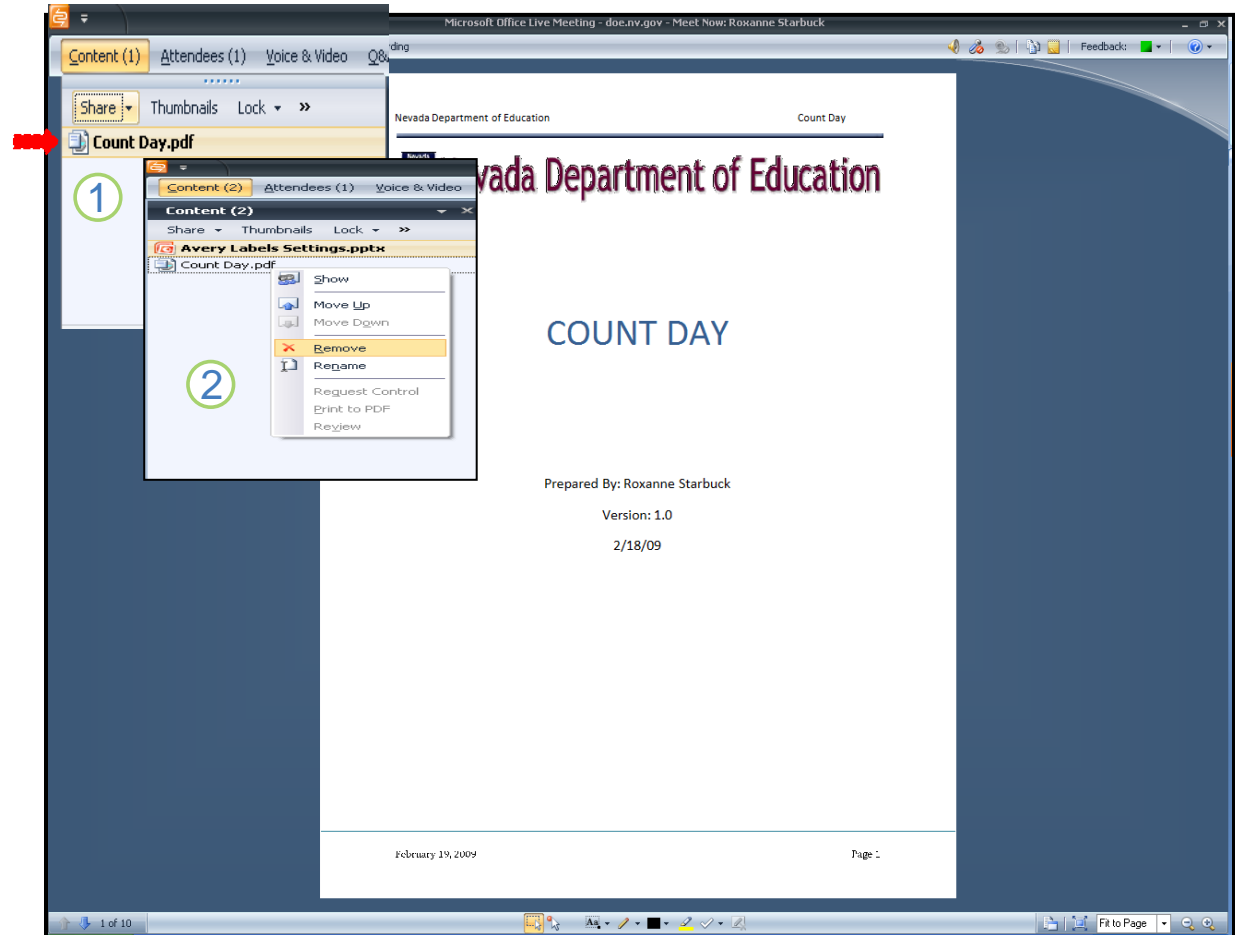 Microsoft Office Live Meeting - doe.nv.gov - Meet Now: Roxanne Starbuck
Content (1) Attendees (1) Voice & Video Q&
Feedback:
Share Thumbnails Lock »
Count Day.pdf
1
Content (2) Attendees (1) Voice & Video
Content (2)
Share Thumbnails Lock »
Avery Labels Settings.pptx
Count Day.pdf
Show
Move Up
Move Down
Remove
Rename
Request Control
Print to PDF
Review
2
Nevada Department of Education Count Day
Nevada
vada Department of Education
COUNT DAY
Prepared By: Roxanne Starbuck
Version: 1.0
2/18/09
February 19, 2009 Page 1
1 of 10 Aa Fit to Page